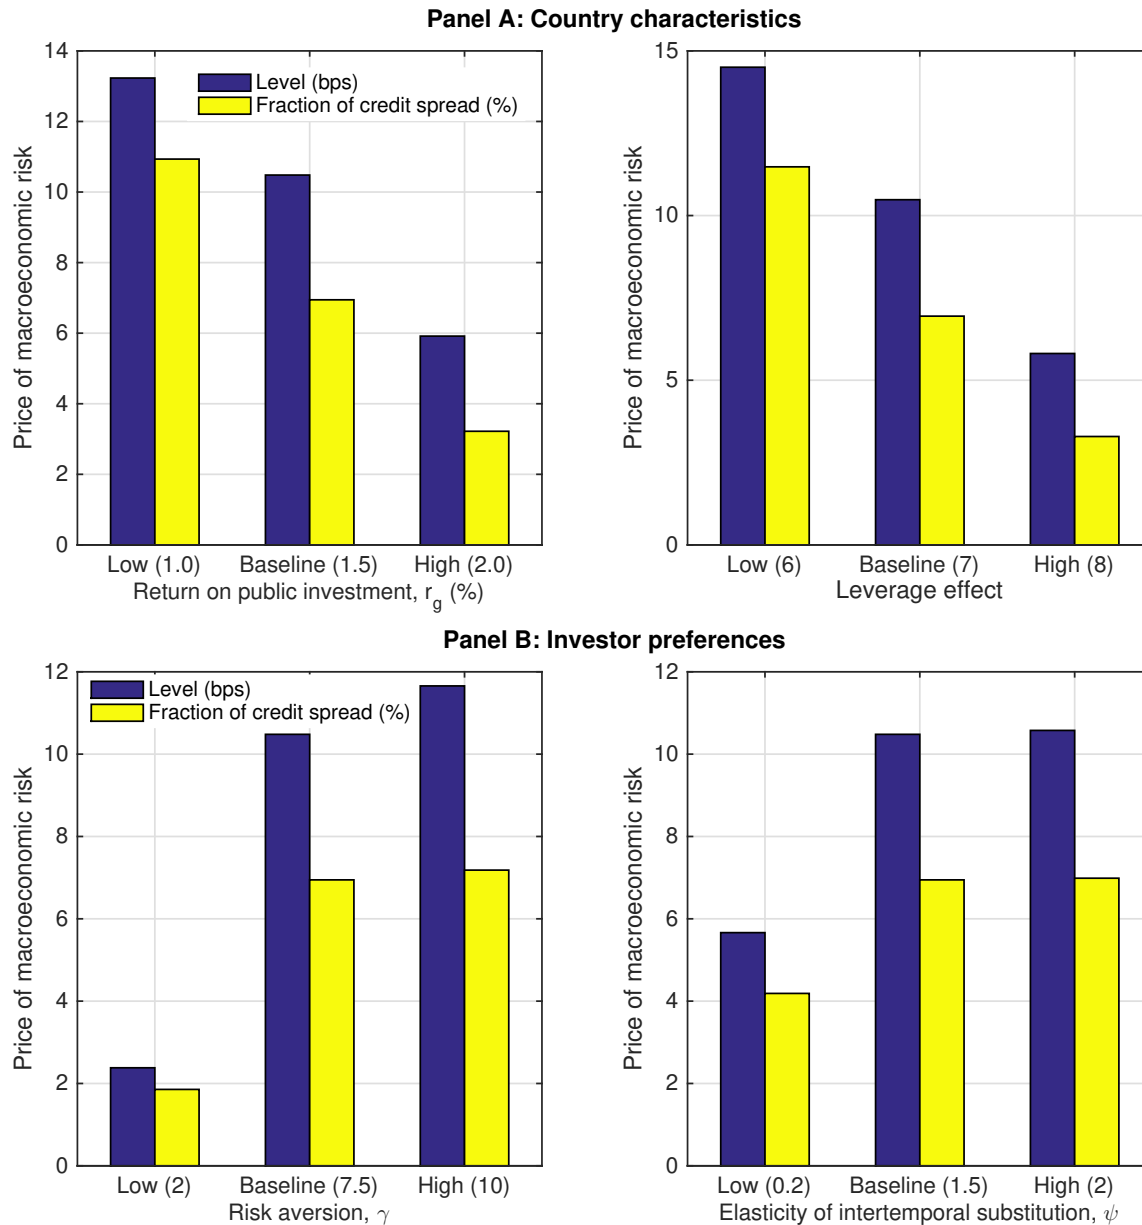 Panel A: Country characteristics
Price of macroeconomic risk
14
12
10
8
6
4
2
0
Level (bps)
Fraction of credit spread (%)
Low (1.0) Baseline (1.5) High (2.0)
Return on public investment, r_g (%)
Price of macroeconomic risk
15
10
5
0
Low (6) Baseline (7) High (8)
Leverage effect
Panel B: Investor preferences
Price of macroeconomic risk
12
10
8
6
4
2
0
Level (bps)
Fraction of credit spread (%)
Low (2) Baseline (7.5) High (10)
Risk aversion, γ
Price of macroeconomic risk
12
10
8
6
4
2
0
Low (0.2) Baseline (1.5) High (2)
Elasticity of intertemporal substitution, ψ